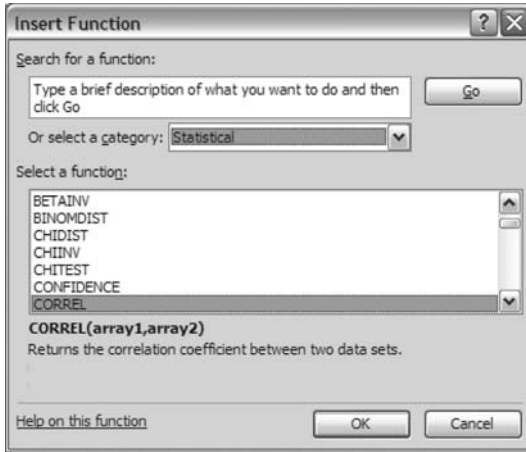 Insert Function
Search for a function:
Type a brief description of what you want to do and then
click Go
Go
Or select a category: Statistical
Select a function:
BETAINV
BINOMDIST
CHIDIST
CHIINV
CHITEST
CONFIDENCE
CORREL
CORREL(array1,array2)
Returns the correlation coefficient between two data sets.
Help on this function
OK
Cancel